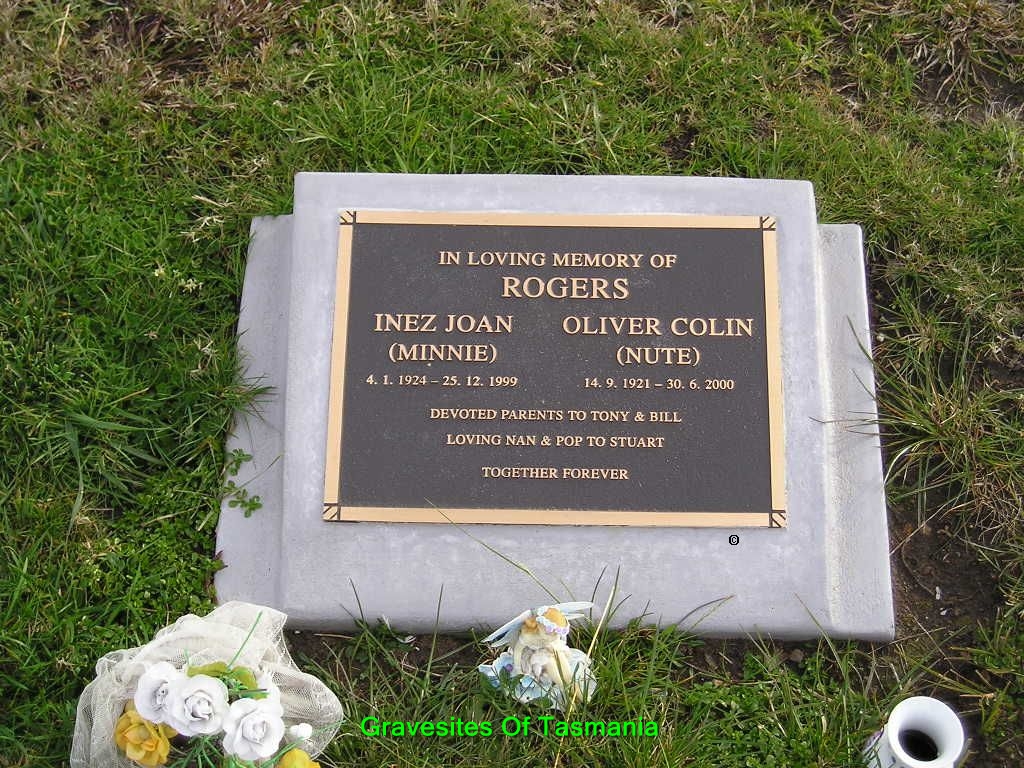 IN LOVING MEMORY OF
ROGERS
INEZ JOAN OLIVER COLIN
(MINNIE) (NUTE)
4. 1. 1924 – 25. 12. 1999 14. 9. 1921 – 30. 6. 2000
DEVOTED PARENTS TO TONY & BILL
LOVING NAN & POP TO STUART
TOGETHER FOREVER
©
Gravesites Of Tasmania